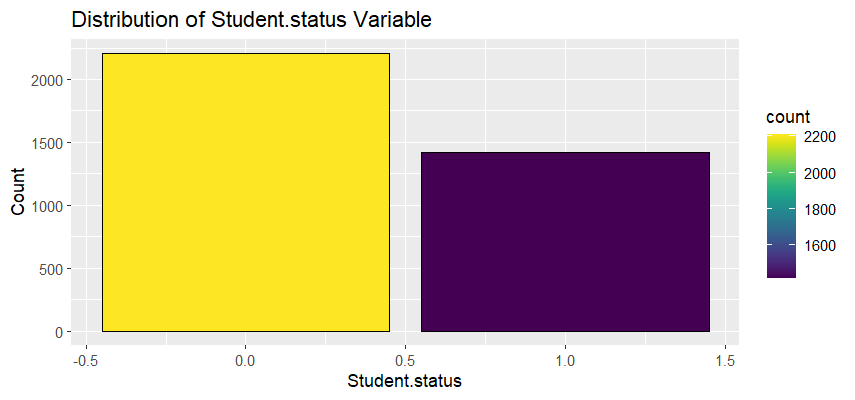 Distribution of Student.status Variable
Count
2000
1500
1000
500
0
-0.5 0.0 0.5 1.0 1.5
Student.status
count
2200
2000
1800
1600